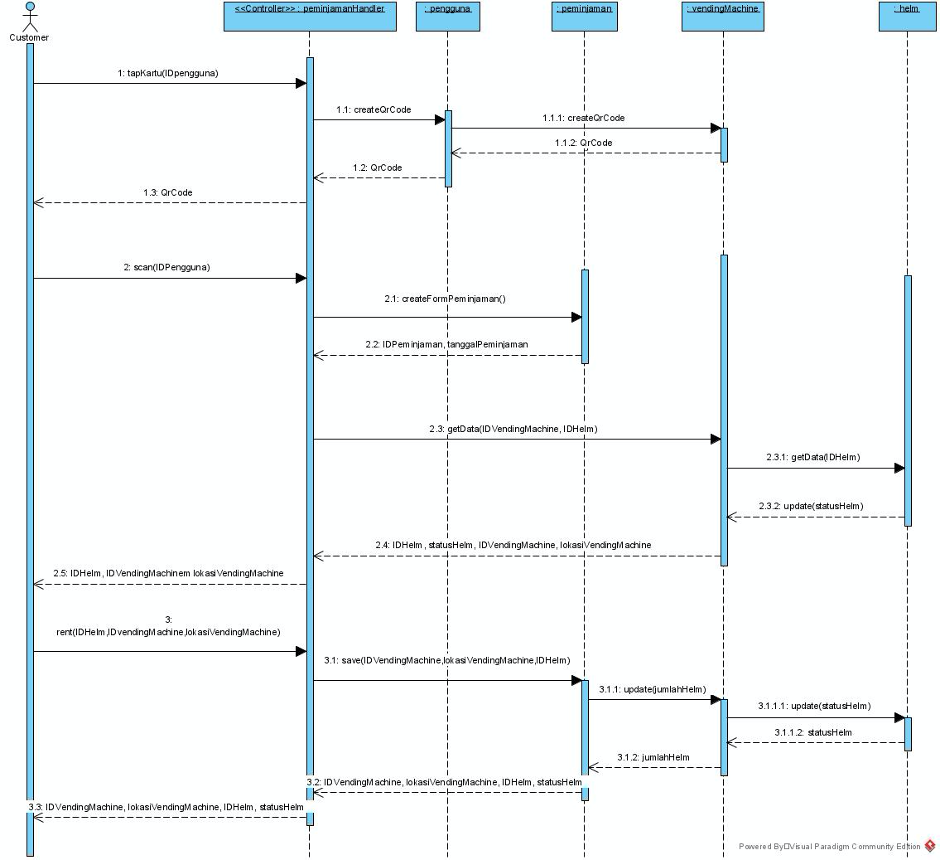 <<Controller>> : peminjamanHandler
: pengguna
: peminjaman
: vendingMachine
: helm
Customer
1: tapKartu(IDpengguna)
1.1: createQrCode
1.1.1: createQrCode
1.1.2: QrCode
1.2: QrCode
1.3: QrCode
2: scan(IDPengguna)
2.1: createFormPeminjaman()
2.2: IDPeminjaman, tanggalPeminjaman
2.3: getData(IDVendingMachine, IDHelm)
2.3.1: getData(IDHelm)
2.3.2: update(statusHelm)
2.4: IDHelm , statusHelm, IDVendingMachine, lokasiVendingMachine
2.5: IDHelm , IDVendingMachinem lokasiVendingMachine
3:
rent(IDHelm,IDvendingMachine,lokasiVendingMachine)
3.1: save(IDVendingMachine,lokasiVendingMachine,IDHelm)
3.1.1: update(jumlahHelm)
3.1.1.1: update(statusHelm)
3.1.1.2: statusHelm
3.1.2: jumlahHelm
3.2: IDVendingMachine, lokasiVendingMachine, IDHelm, statusHelm
3.3: IDVendingMachine, lokasiVendingMachine, IDHelm, statusHelm
Powered By Visual Paradigm Community Edition